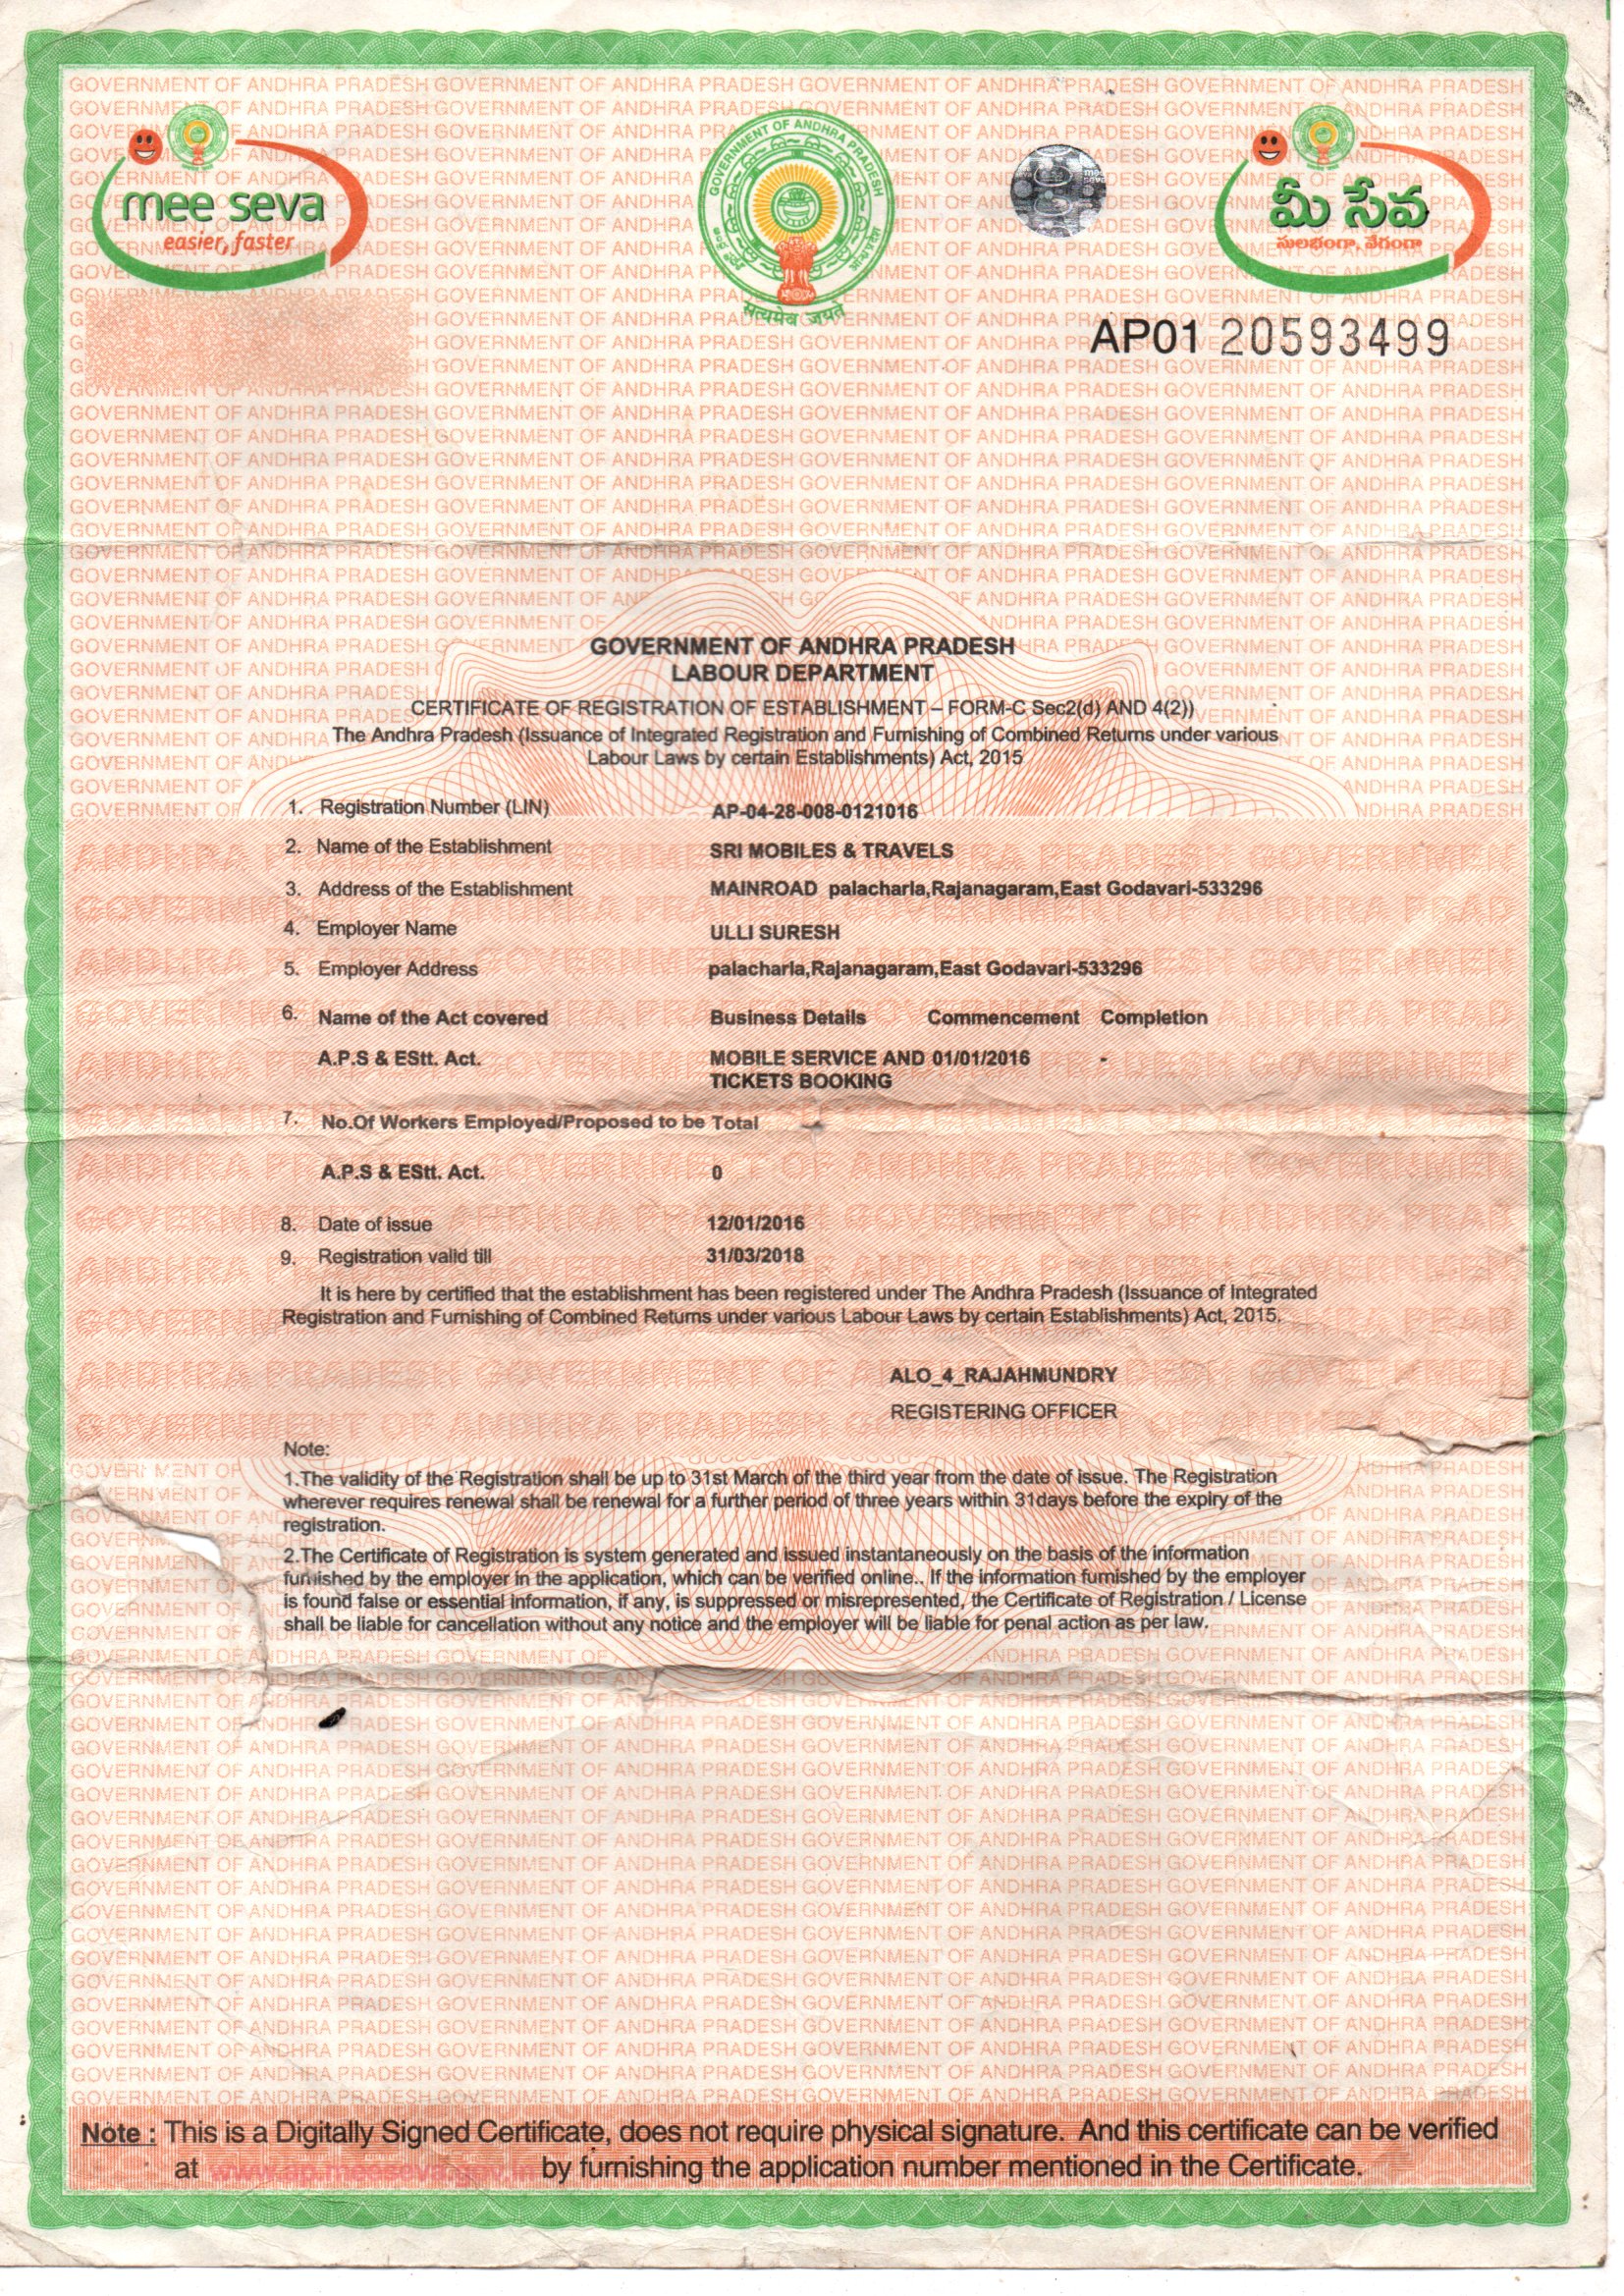 mee seva
easier, faster
GOVERNMENT OF ANDHRA PRADESH
सत्यमेव जयते
మీ సేవ
సులభంగా, వేగంగా
AP01 20593499
GOVERNMENT OF ANDHRA PRADESH
LABOUR DEPARTMENT
CERTIFICATE OF REGISTRATION OF ESTABLISHMENT – FORM-C Sec2(d) AND 4(2))
The Andhra Pradesh (Issuance of Integrated Registration and Furnishing of Combined Returns under various
Labour Laws by certain Establishments) Act, 2015
1. Registration Number (LIN) AP-04-28-008-0121016
2. Name of the Establishment SRI MOBILES & TRAVELS
3. Address of the Establishment MAINROAD palacharla,Rajanagaram,East Godavari-533296
4. Employer Name ULLI SURESH
5. Employer Address palacharla,Rajanagaram,East Godavari-533296
6. Name of the Act covered Business Details Commencement Completion
A.P.S & EStt. Act. MOBILE SERVICE AND 01/01/2016 -
TICKETS BOOKING
7. No.Of Workers Employed/Proposed to be Total
A.P.S & EStt. Act. 0
8. Date of issue 12/01/2016
9. Registration valid till 31/03/2018
It is here by certified that the establishment has been registered under The Andhra Pradesh (Issuance of Integrated
Registration and Furnishing of Combined Returns under various Labour Laws by certain Establishments) Act, 2015.
ALO_4_RAJAHMUNDRY
REGISTERING OFFICER
Note:
1.The validity of the Registration shall be up to 31st March of the third year from the date of issue. The Registration
wherever requires renewal shall be renewal for a further period of three years within 31days before the expiry of the
registration.
2.The Certificate of Registration is system generated and issued instantaneously on the basis of the information
furnished by the employer in the application, which can be verified online.. If the information furnished by the employer
is found false or essential information, if any, is suppressed or misrepresented, the Certificate of Registration / License
shall be liable for cancellation without any notice and the employer will be liable for penal action as per law.
Note : This is a Digitally Signed Certificate, does not require physical signature. And this certificate can be verified
at www.ap.meeseva.gov.in by furnishing the application number mentioned in the Certificate.